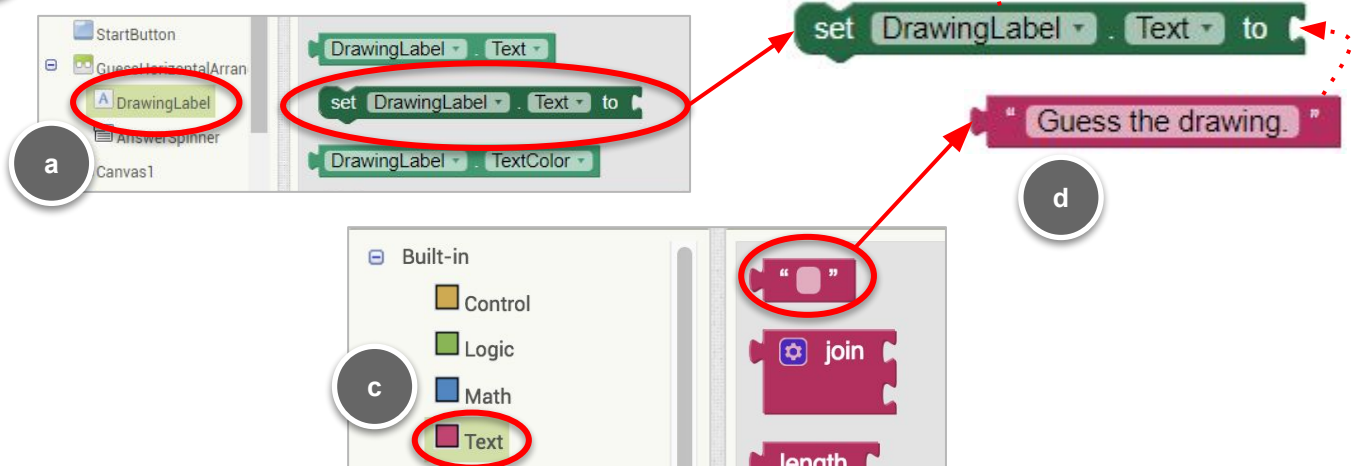 StartButton
GuessHorizontalArran
DrawingLabel
AnswerSpinner
Canvas1
a
DrawingLabel . Text
set DrawingLabel . Text to
DrawingLabel . TextColor
set DrawingLabel . Text to
“ Guess the drawing. ”
d
Built-in
Control
Logic
Math
Text
c
“ ”
join
length